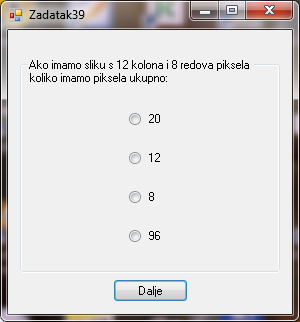 Zadatak39
Ako imamo sliku s 12 kolona i 8 redova piksela
koliko imamo piksela ukupno:
20
12
8
96
Dalje